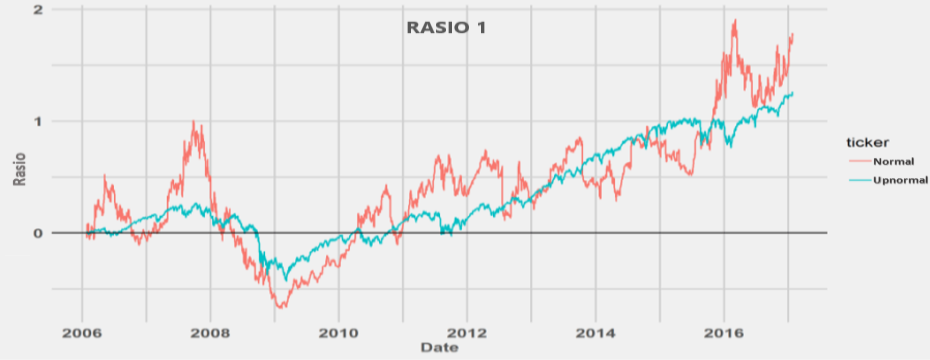 RASIO 1
2
1
0
Rasio
2006 2008 2010 2012 2014 2016
Date
ticker
Normal
Upnormal